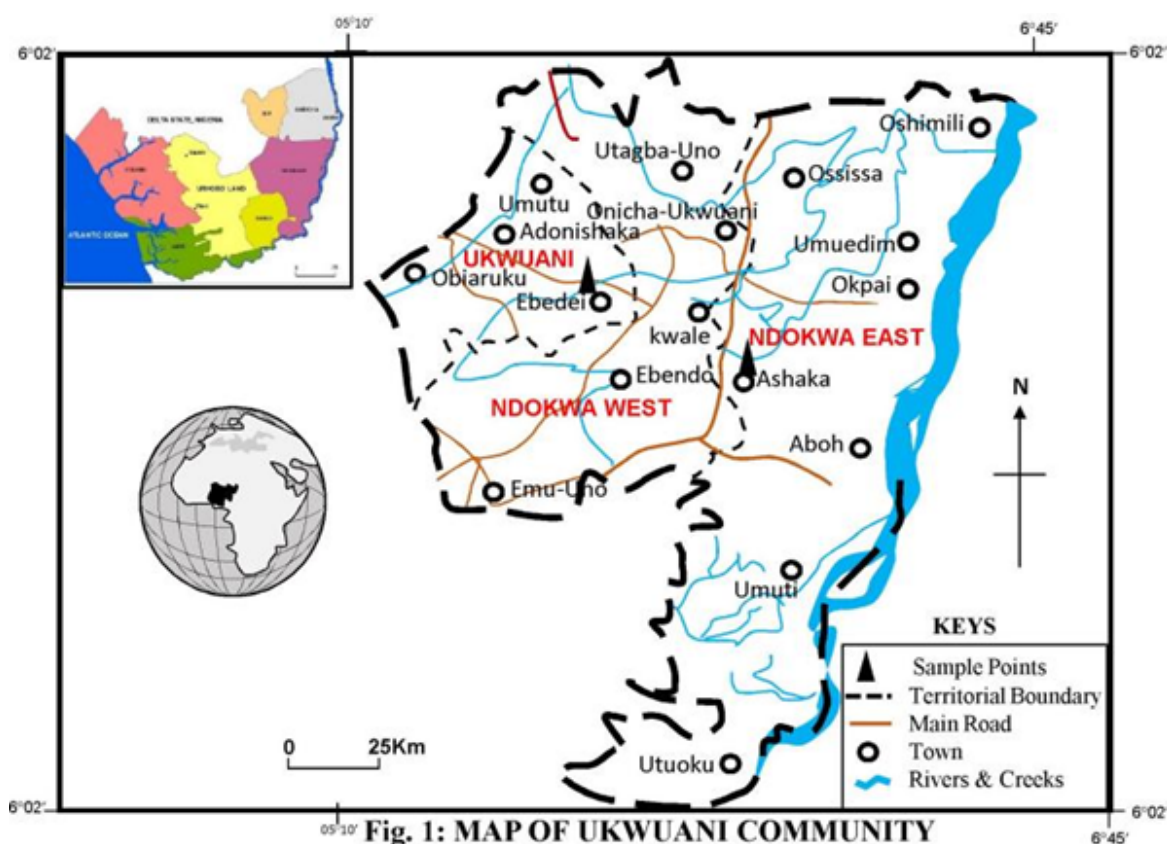 05°10'
6°45'
6°02'
6°02'
DELTA STATE, NIGERIA
URHOBO LAND
ATLANTIC OCEAN
Oshimili
Utagba-Uno
Ossissa
Umutu
Onicha-Ukwuani
Adonishaka
Umuedim
UKWUANI
Obiaruku
Okpai
Ebedei
kwale
NDOKWA EAST
Ebendo
Ashaka
NDOKWA WEST
N
Aboh
Emu-Uno
Umuti
KEYS
Sample Points
Territorial Boundary
Main Road
Town
Rivers & Creeks
0 25Km
Utuoku
6°02'
6°02'
05°10'
6°45'
Fig. 1: MAP OF UKWUANI COMMUNITY